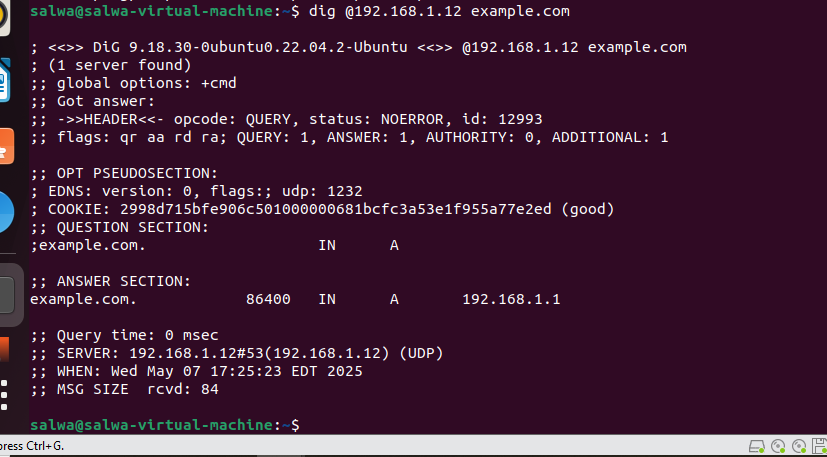 salwa@salwa-virtual-machine:~$ dig @192.168.1.12 example.com
; <<>> DiG 9.18.30-0ubuntu0.22.04.2-Ubuntu <<>> @192.168.1.12 example.com
; (1 server found)
;; global options: +cmd
;; Got answer:
;; ->>HEADER<<- opcode: QUERY, status: NOERROR, id: 12993
;; flags: qr aa rd ra; QUERY: 1, ANSWER: 1, AUTHORITY: 0, ADDITIONAL: 1
;; OPT PSEUDOSECTION:
; EDNS: version: 0, flags:; udp: 1232
; COOKIE: 2998d715bfe906c501000000681bcfc3a53e1f955a77e2ed (good)
;; QUESTION SECTION:
;example.com. IN A
;; ANSWER SECTION:
example.com. 86400 IN A 192.168.1.1
;; Query time: 0 msec
;; SERVER: 192.168.1.12#53(192.168.1.12) (UDP)
;; WHEN: Wed May 07 17:25:23 EDT 2025
;; MSG SIZE rcvd: 84
salwa@salwa-virtual-machine:~$
press Ctrl+G.